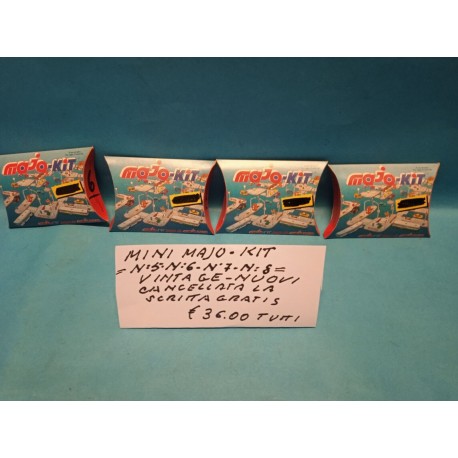 majo-KiT
majo-KiT
majo-KiT
majo-KiT
MINI MAJO-KIT
=N:5-N:6-N:7-N:8=
VINTAGE-NUOVI
CANCELLATA LA
SCRITTA GRATIS
€ 36.00 TUTTI